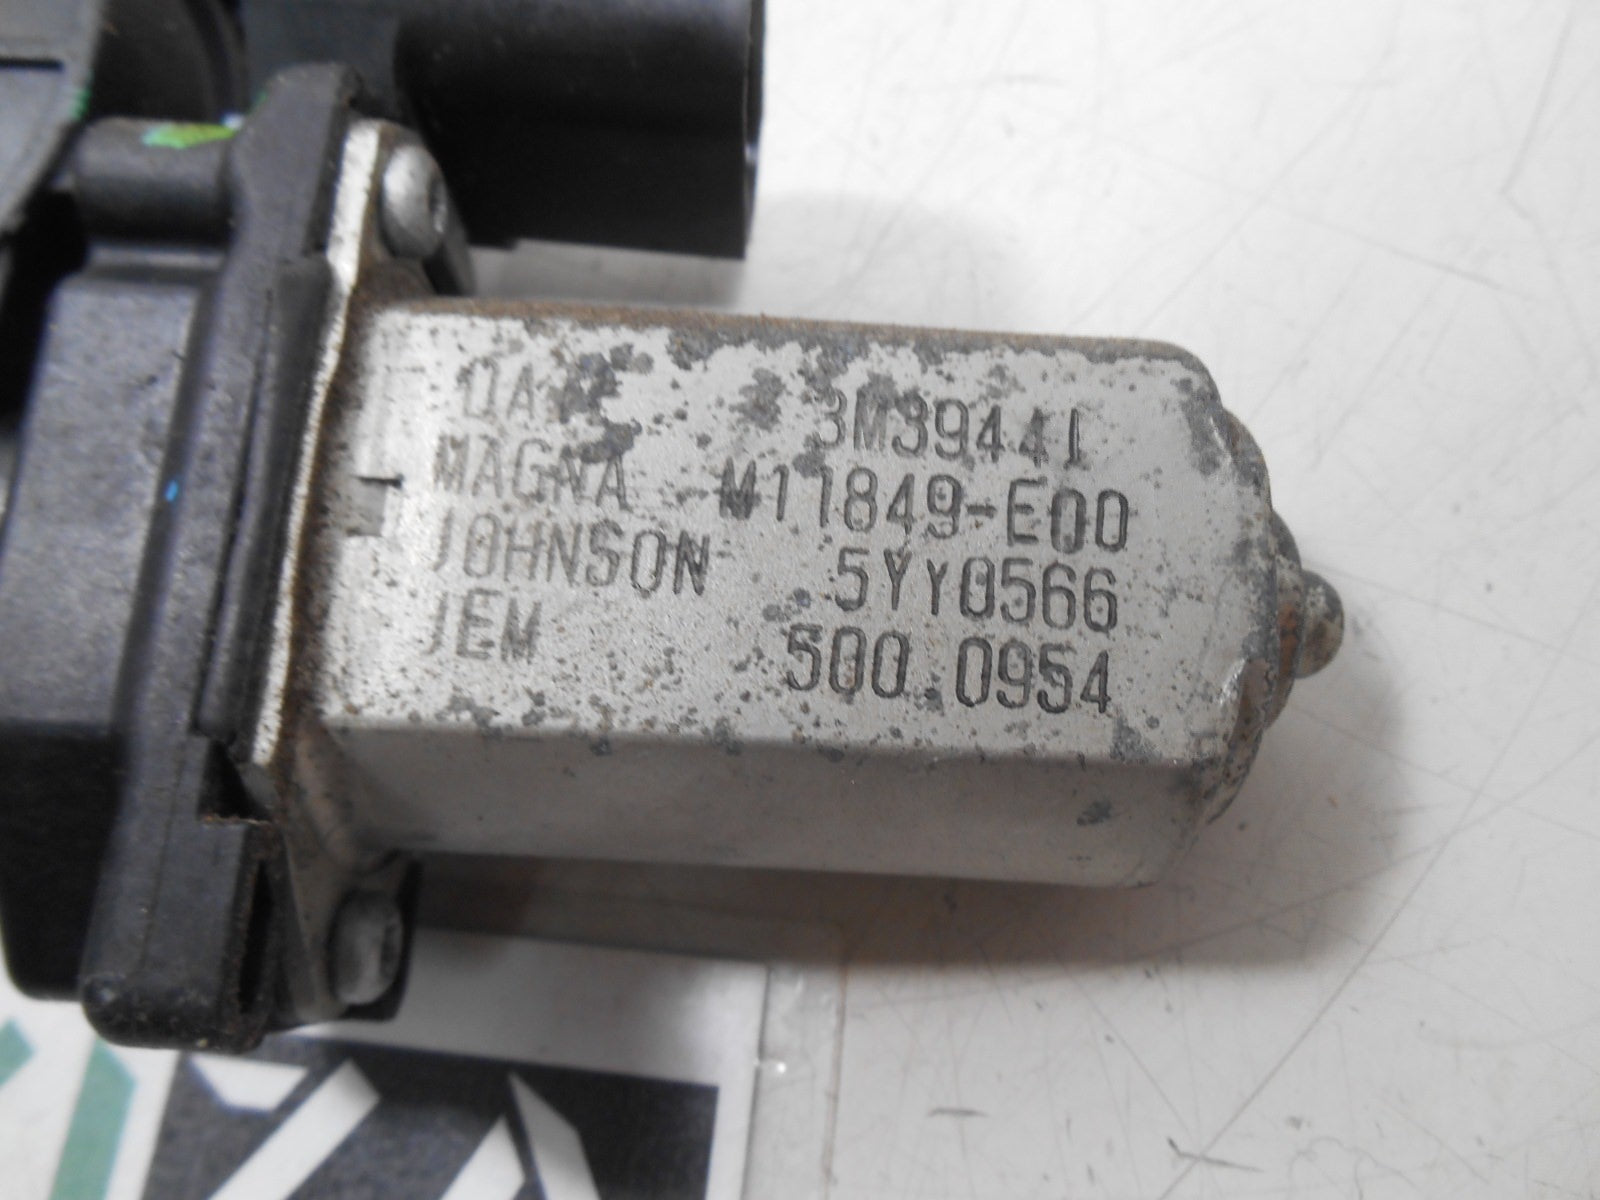 3M39441
MAGNA M11849-E00
JOHNSON 5YY0566
JEM 500.0954